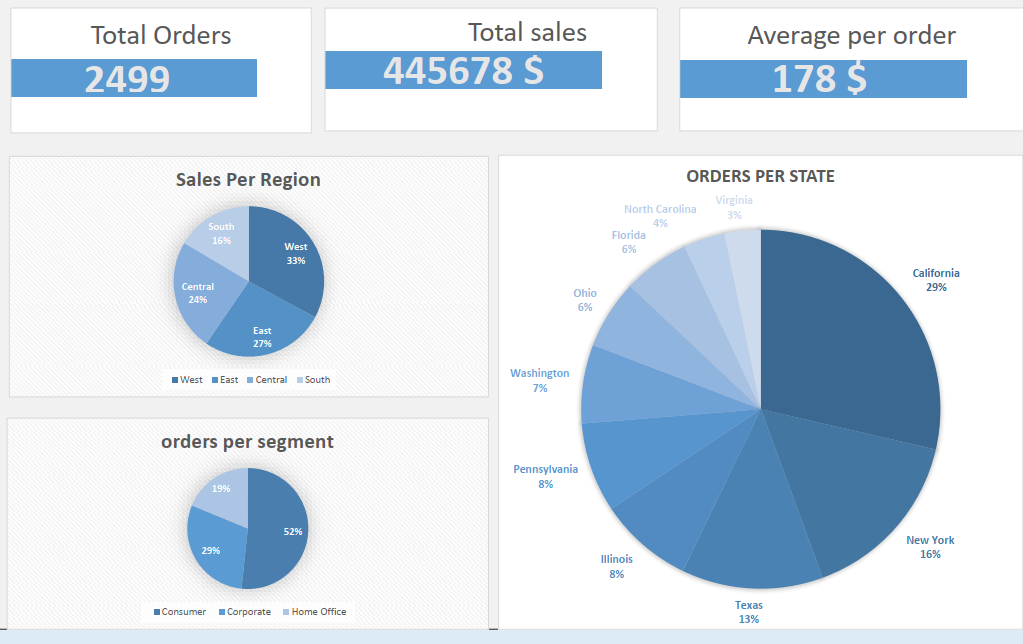 Total Orders
2499
Total sales
445678 $
Average per order
178 $
Sales Per Region
South
16%
West
33%
Central
24%
East
27%
West East Central South
orders per segment
19%
52%
29%
Consumer Corporate Home Office
ORDERS PER STATE
Virginia
3%
North Carolina
4%
Florida
6%
California
29%
Ohio
6%
Washington
7%
Pennsylvania
8%
New York
16%
Illinois
8%
Texas
13%